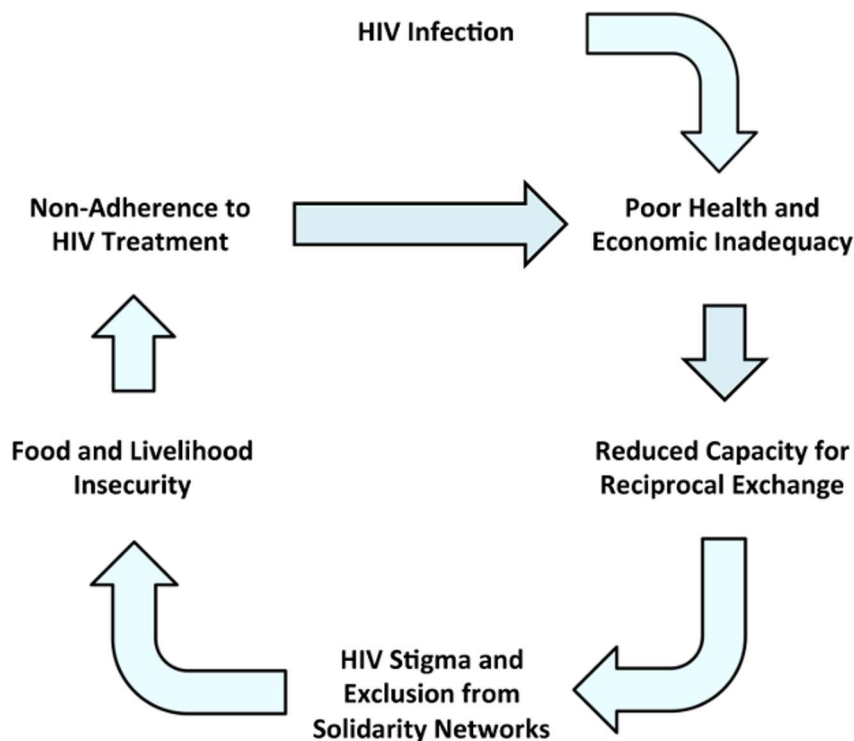 HIV Infection
Non-Adherence to
HIV Treatment
Poor Health and
Economic Inadequacy
Food and Livelihood
Insecurity
Reduced Capacity for
Reciprocal Exchange
HIV Stigma and
Exclusion from
Solidarity Networks